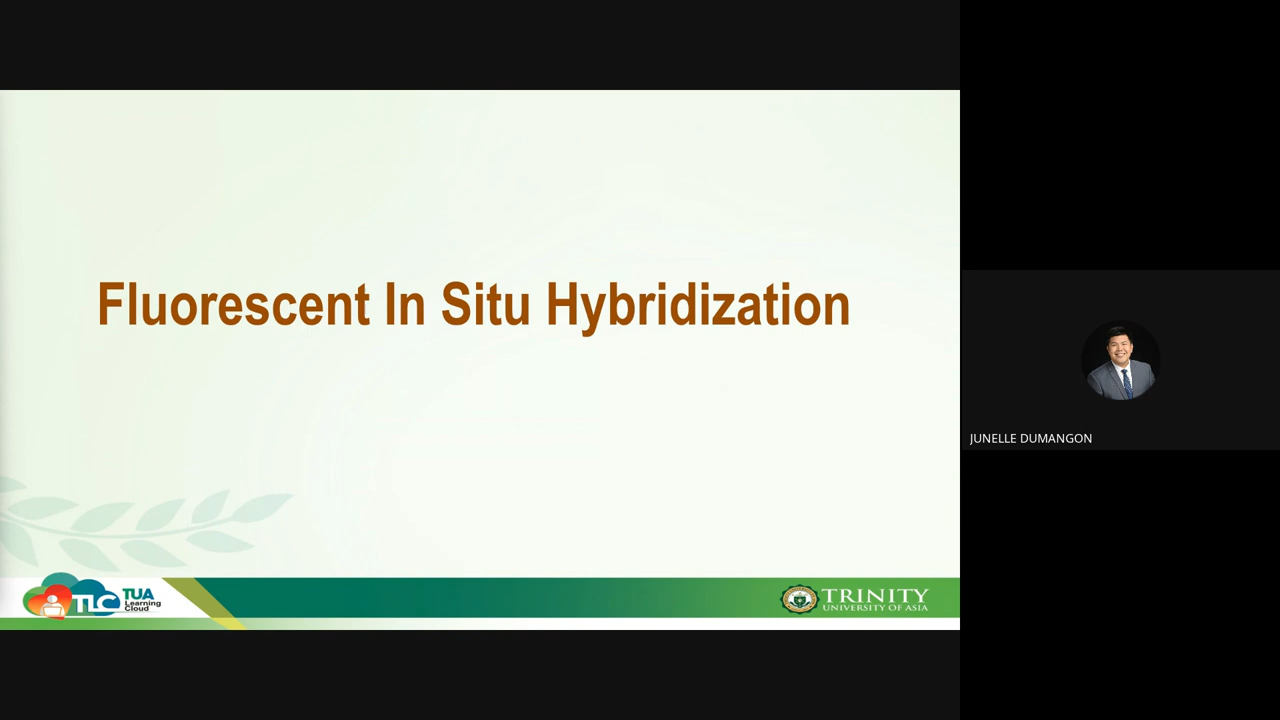 Fluorescent In Situ Hybridization
JUNELLE DUMANGON
TLC
TUA
Learning
Cloud
TRINITY
UNIVERSITY OF ASIA